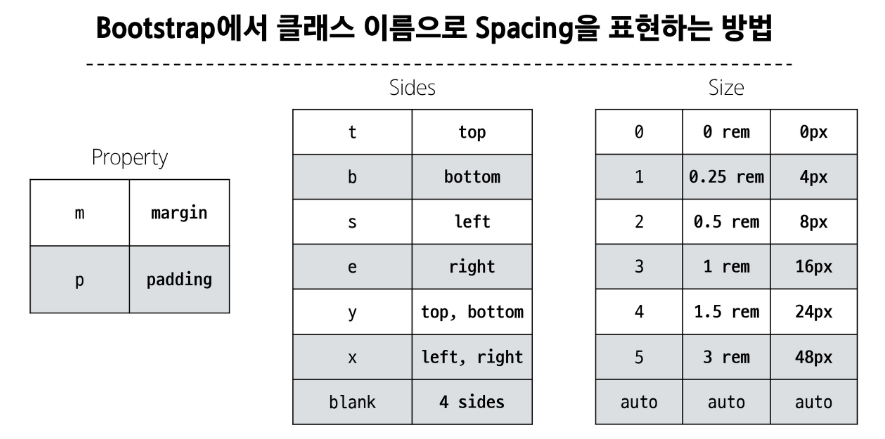 Bootstrap에서 클래스 이름으로 Spacing을 표현하는 방법
Property
m margin
p padding
Sides
t top
b bottom
s left
e right
y top, bottom
x left, right
blank 4 sides
Size
0 0 rem 0px
1 0.25 rem 4px
2 0.5 rem 8px
3 1 rem 16px
4 1.5 rem 24px
5 3 rem 48px
auto auto auto